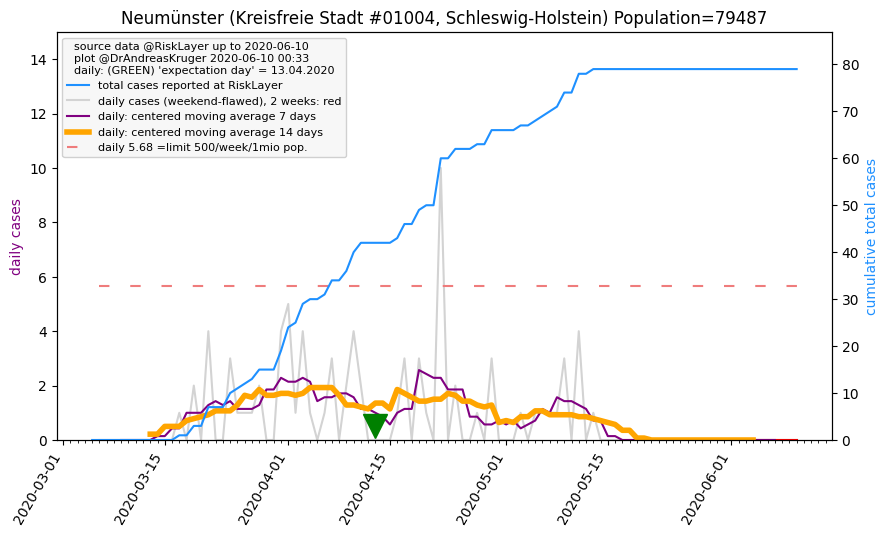 Neumünster (Kreisfreie Stadt #01004, Schleswig-Holstein) Population=79487
source data @RiskLayer up to 2020-06-10
plot @DrAndreasKruger 2020-06-10 00:33
daily: (GREEN) 'expectation day' = 13.04.2020
total cases reported at RiskLayer
daily cases (weekend-flawed), 2 weeks: red
daily: centered moving average 7 days
daily: centered moving average 14 days
daily 5.68 =limit 500/week/1mio pop.
daily cases
14
12
10
8
6
4
2
0
cumulative total cases
80
70
60
50
40
30
20
10
0
2020-03-01
2020-03-15
2020-04-01
2020-04-15
2020-05-01
2020-05-15
2020-06-01